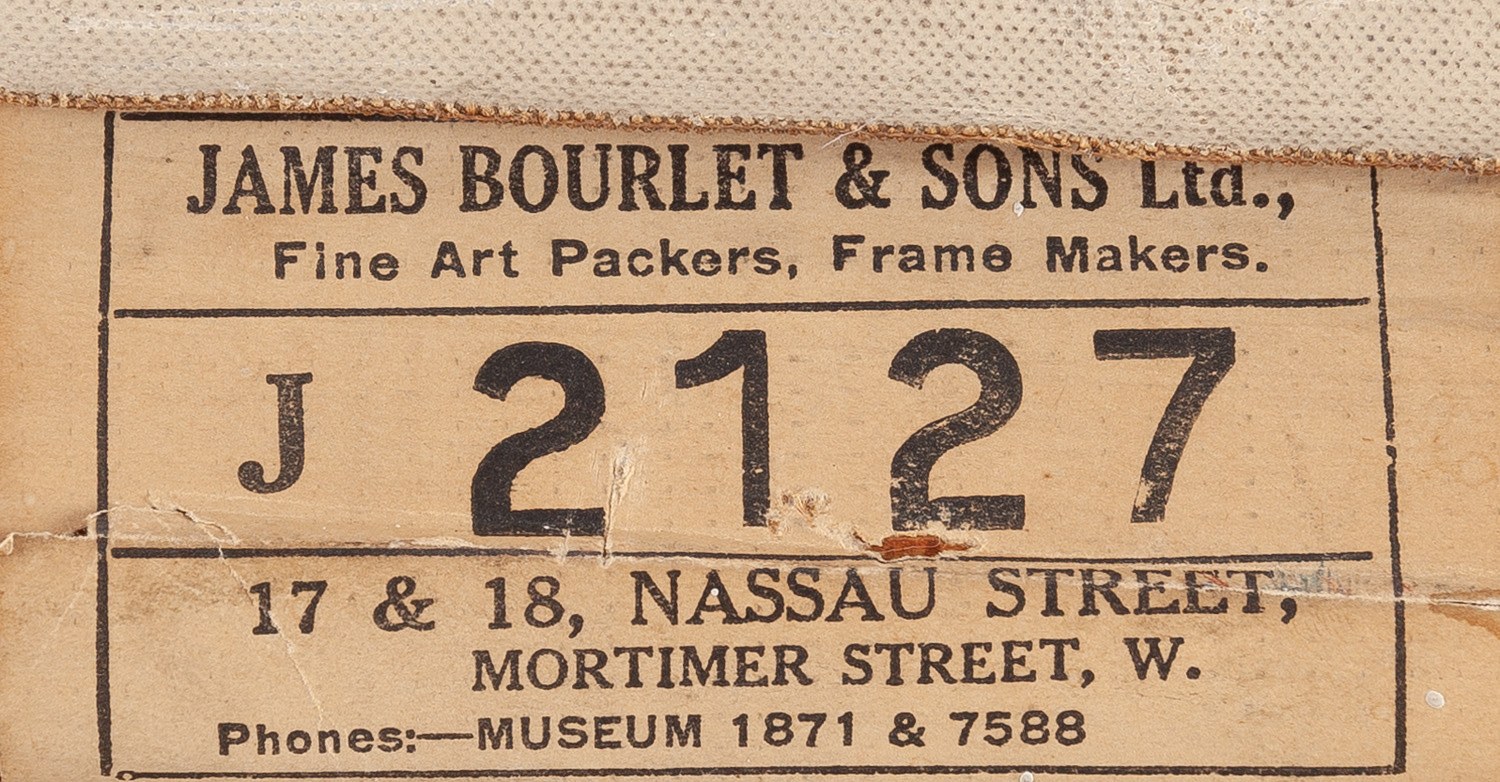 JAMES BOURLET & SONS Ltd.,
Fine Art Packers, Frame Makers.
J 2127
17 & 18, NASSAU STREET,
MORTIMER STREET, W.
Phones:—MUSEUM 1871 & 7588